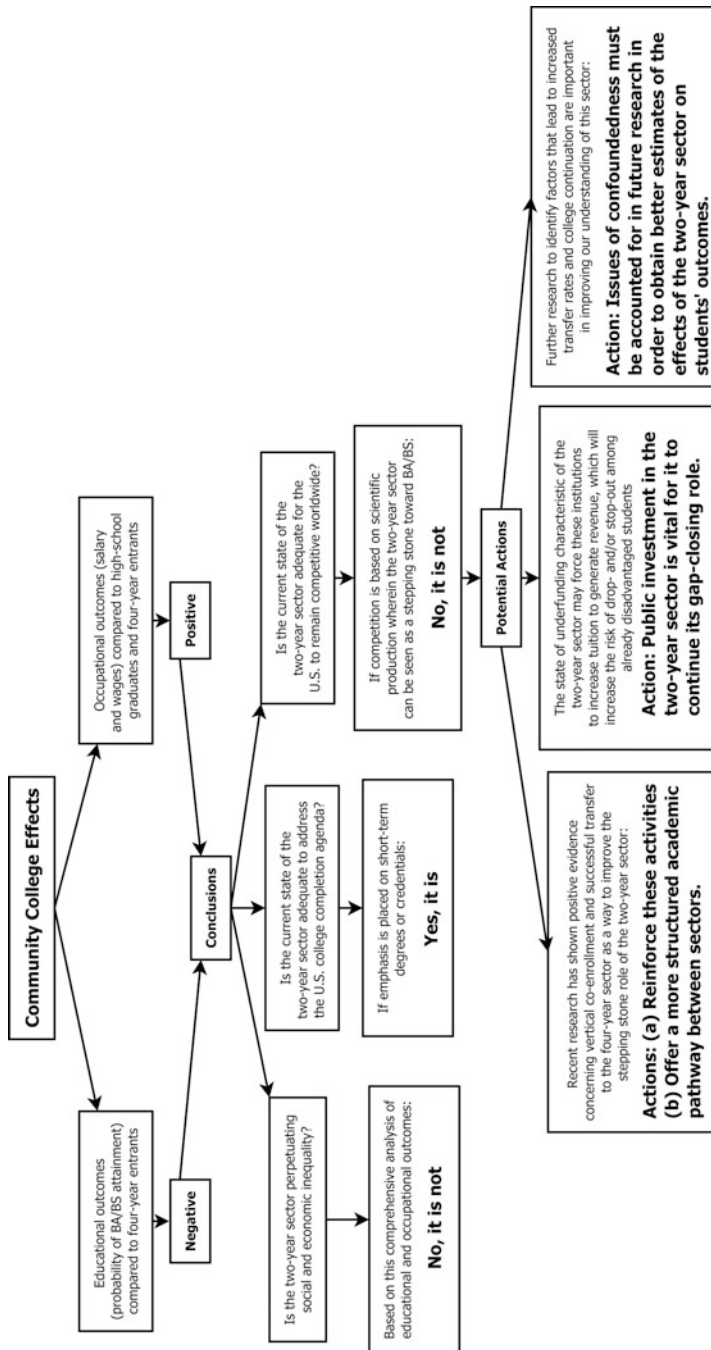 Community College Effects
Educational outcomes
(probability of BA/BS attainment)
compared to four-year entrants
Occupational outcomes (salary
and wages) compared to high-school
graduates and four-year entrants
Negative
Positive
Conclusions
Is the two-year sector perpetuating
social and economic inequality?
Is the current state of the
two-year sector adequate to address
the U.S. college completion agenda?
Is the current state of the
two-year sector adequate for the
U.S. to remain competitive worldwide?
Based on this comprehensive analysis of
educational and occupational outcomes:
No, it is not
If emphasis is placed on short-term
degrees or credentials:
Yes, it is
If competition is based on scientific
production wherein the two-year sector
can be seen as a stepping stone toward BA/BS:
No, it is not
Potential Actions
Recent research has shown positive evidence
concerning vertical co-enrollment and successful transfer
to the four-year sector as a way to improve the
stepping stone role of the two-year sector:
Actions: (a) Reinforce these activities
(b) Offer a more structured academic
pathway between sectors.
The state of underfunding characteristic of the
two-year sector may force these institutions
to increase tuition to generate revenue, which will
increase the risk of drop- and/or stop-out among
already disadvantaged students
Action: Public investment in the
two-year sector is vital for it to
continue its gap-closing role.
Further research to identify factors that lead to increased
transfer rates and college continuation are important
in improving our understanding of this sector:
Action: Issues of confoundedness must
be accounted for in future research in
order to obtain better estimates of the
effects of the two-year sector on
students' outcomes.